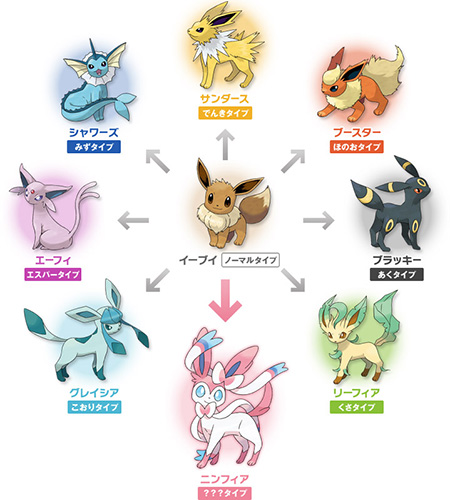 サンダース
でんきタイプ
シャワーズ
みずタイプ
ブースター
ほのおタイプ
エーフィ
エスパータイプ
イーブイ ノーマルタイプ
ブラッキー
あくタイプ
グレイシア
こおりタイプ
リーフィア
くさタイプ
ニンフィア
???タイプ